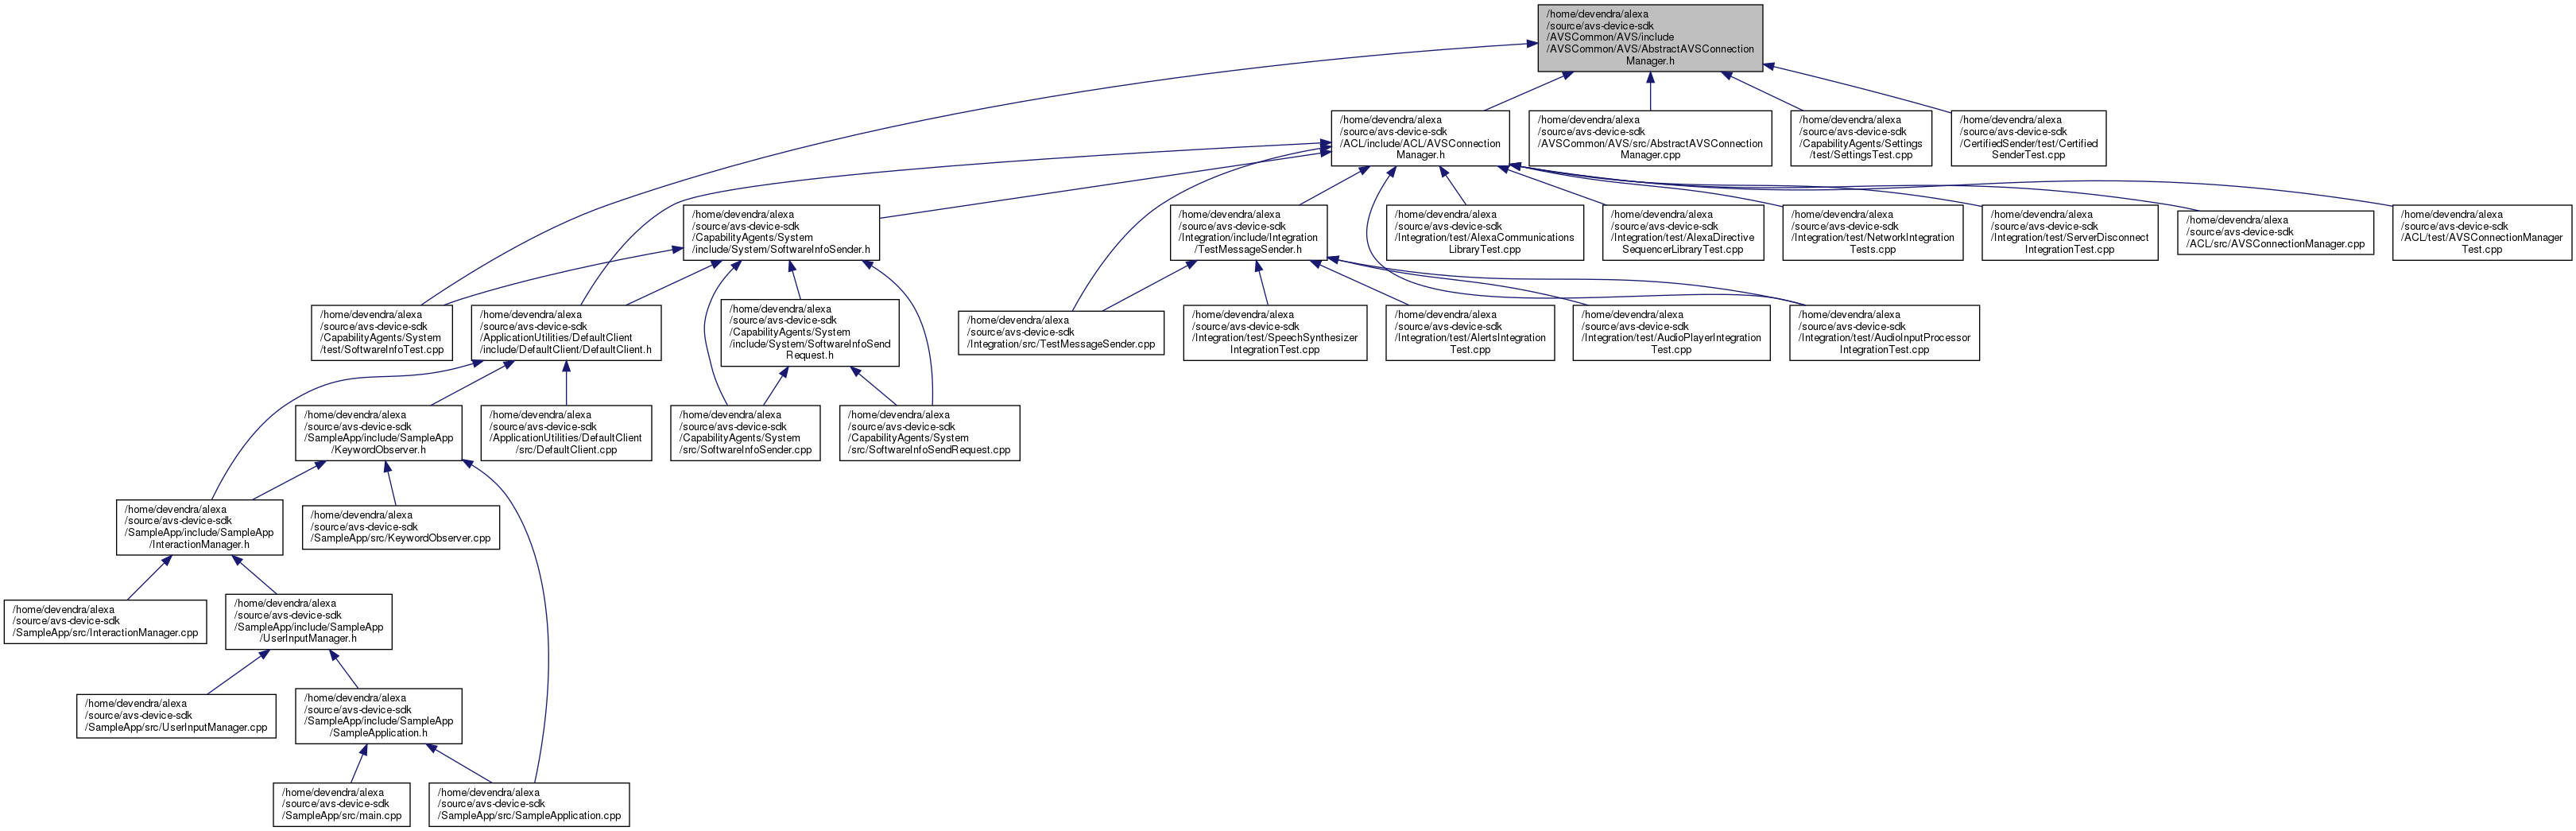 /home/devendra/alexa
/source/avs-device-sdk
/AVSCommon/AVS/include
/AVSCommon/AVS/AbstractAVSConnection
Manager.h
/home/devendra/alexa
/source/avs-device-sdk
/ACL/include/ACL/AVSConnection
Manager.h
/home/devendra/alexa
/source/avs-device-sdk
/AVSCommon/AVS/src/AbstractAVSConnection
Manager.cpp
/home/devendra/alexa
/source/avs-device-sdk
/CapabilityAgents/Settings
/test/SettingsTest.cpp
/home/devendra/alexa
/source/avs-device-sdk
/CertifiedSender/test/Certified
SenderTest.cpp
/home/devendra/alexa
/source/avs-device-sdk
/CapabilityAgents/System
/include/System/SoftwareInfoSender.h
/home/devendra/alexa
/source/avs-device-sdk
/Integration/include/Integration
/TestMessageSender.h
/home/devendra/alexa
/source/avs-device-sdk
/Integration/test/AlexaCommunications
LibraryTest.cpp
/home/devendra/alexa
/source/avs-device-sdk
/Integration/test/AlexaDirective
SequencerLibraryTest.cpp
/home/devendra/alexa
/source/avs-device-sdk
/Integration/test/NetworkIntegration
Tests.cpp
/home/devendra/alexa
/source/avs-device-sdk
/Integration/test/ServerDisconnect
IntegrationTest.cpp
/home/devendra/alexa
/source/avs-device-sdk
/ACL/src/AVSConnectionManager.cpp
/home/devendra/alexa
/source/avs-device-sdk
/ACL/test/AVSConnectionManager
Test.cpp
/home/devendra/alexa
/source/avs-device-sdk
/CapabilityAgents/System
/test/SoftwareInfoTest.cpp
/home/devendra/alexa
/source/avs-device-sdk
/ApplicationUtilities/DefaultClient
/include/DefaultClient/DefaultClient.h
/home/devendra/alexa
/source/avs-device-sdk
/CapabilityAgents/System
/include/System/SoftwareInfoSend
Request.h
/home/devendra/alexa
/source/avs-device-sdk
/Integration/src/TestMessageSender.cpp
/home/devendra/alexa
/source/avs-device-sdk
/Integration/test/SpeechSynthesizer
IntegrationTest.cpp
/home/devendra/alexa
/source/avs-device-sdk
/Integration/test/AlertsIntegration
Test.cpp
/home/devendra/alexa
/source/avs-device-sdk
/Integration/test/AudioPlayerIntegration
Test.cpp
/home/devendra/alexa
/source/avs-device-sdk
/Integration/test/AudioInputProcessor
IntegrationTest.cpp
/home/devendra/alexa
/source/avs-device-sdk
/SampleApp/include/SampleApp
/KeywordObserver.h
/home/devendra/alexa
/source/avs-device-sdk
/ApplicationUtilities/DefaultClient
/src/DefaultClient.cpp
/home/devendra/alexa
/source/avs-device-sdk
/CapabilityAgents/System
/src/SoftwareInfoSender.cpp
/home/devendra/alexa
/source/avs-device-sdk
/CapabilityAgents/System
/src/SoftwareInfoSendRequest.cpp
/home/devendra/alexa
/source/avs-device-sdk
/SampleApp/include/SampleApp
/InteractionManager.h
/home/devendra/alexa
/source/avs-device-sdk
/SampleApp/src/KeywordObserver.cpp
/home/devendra/alexa
/source/avs-device-sdk
/SampleApp/src/InteractionManager.cpp
/home/devendra/alexa
/source/avs-device-sdk
/SampleApp/include/SampleApp
/UserInputManager.h
/home/devendra/alexa
/source/avs-device-sdk
/SampleApp/src/UserInputManager.cpp
/home/devendra/alexa
/source/avs-device-sdk
/SampleApp/include/SampleApp
/SampleApplication.h
/home/devendra/alexa
/source/avs-device-sdk
/SampleApp/src/main.cpp
/home/devendra/alexa
/source/avs-device-sdk
/SampleApp/src/SampleApplication.cpp